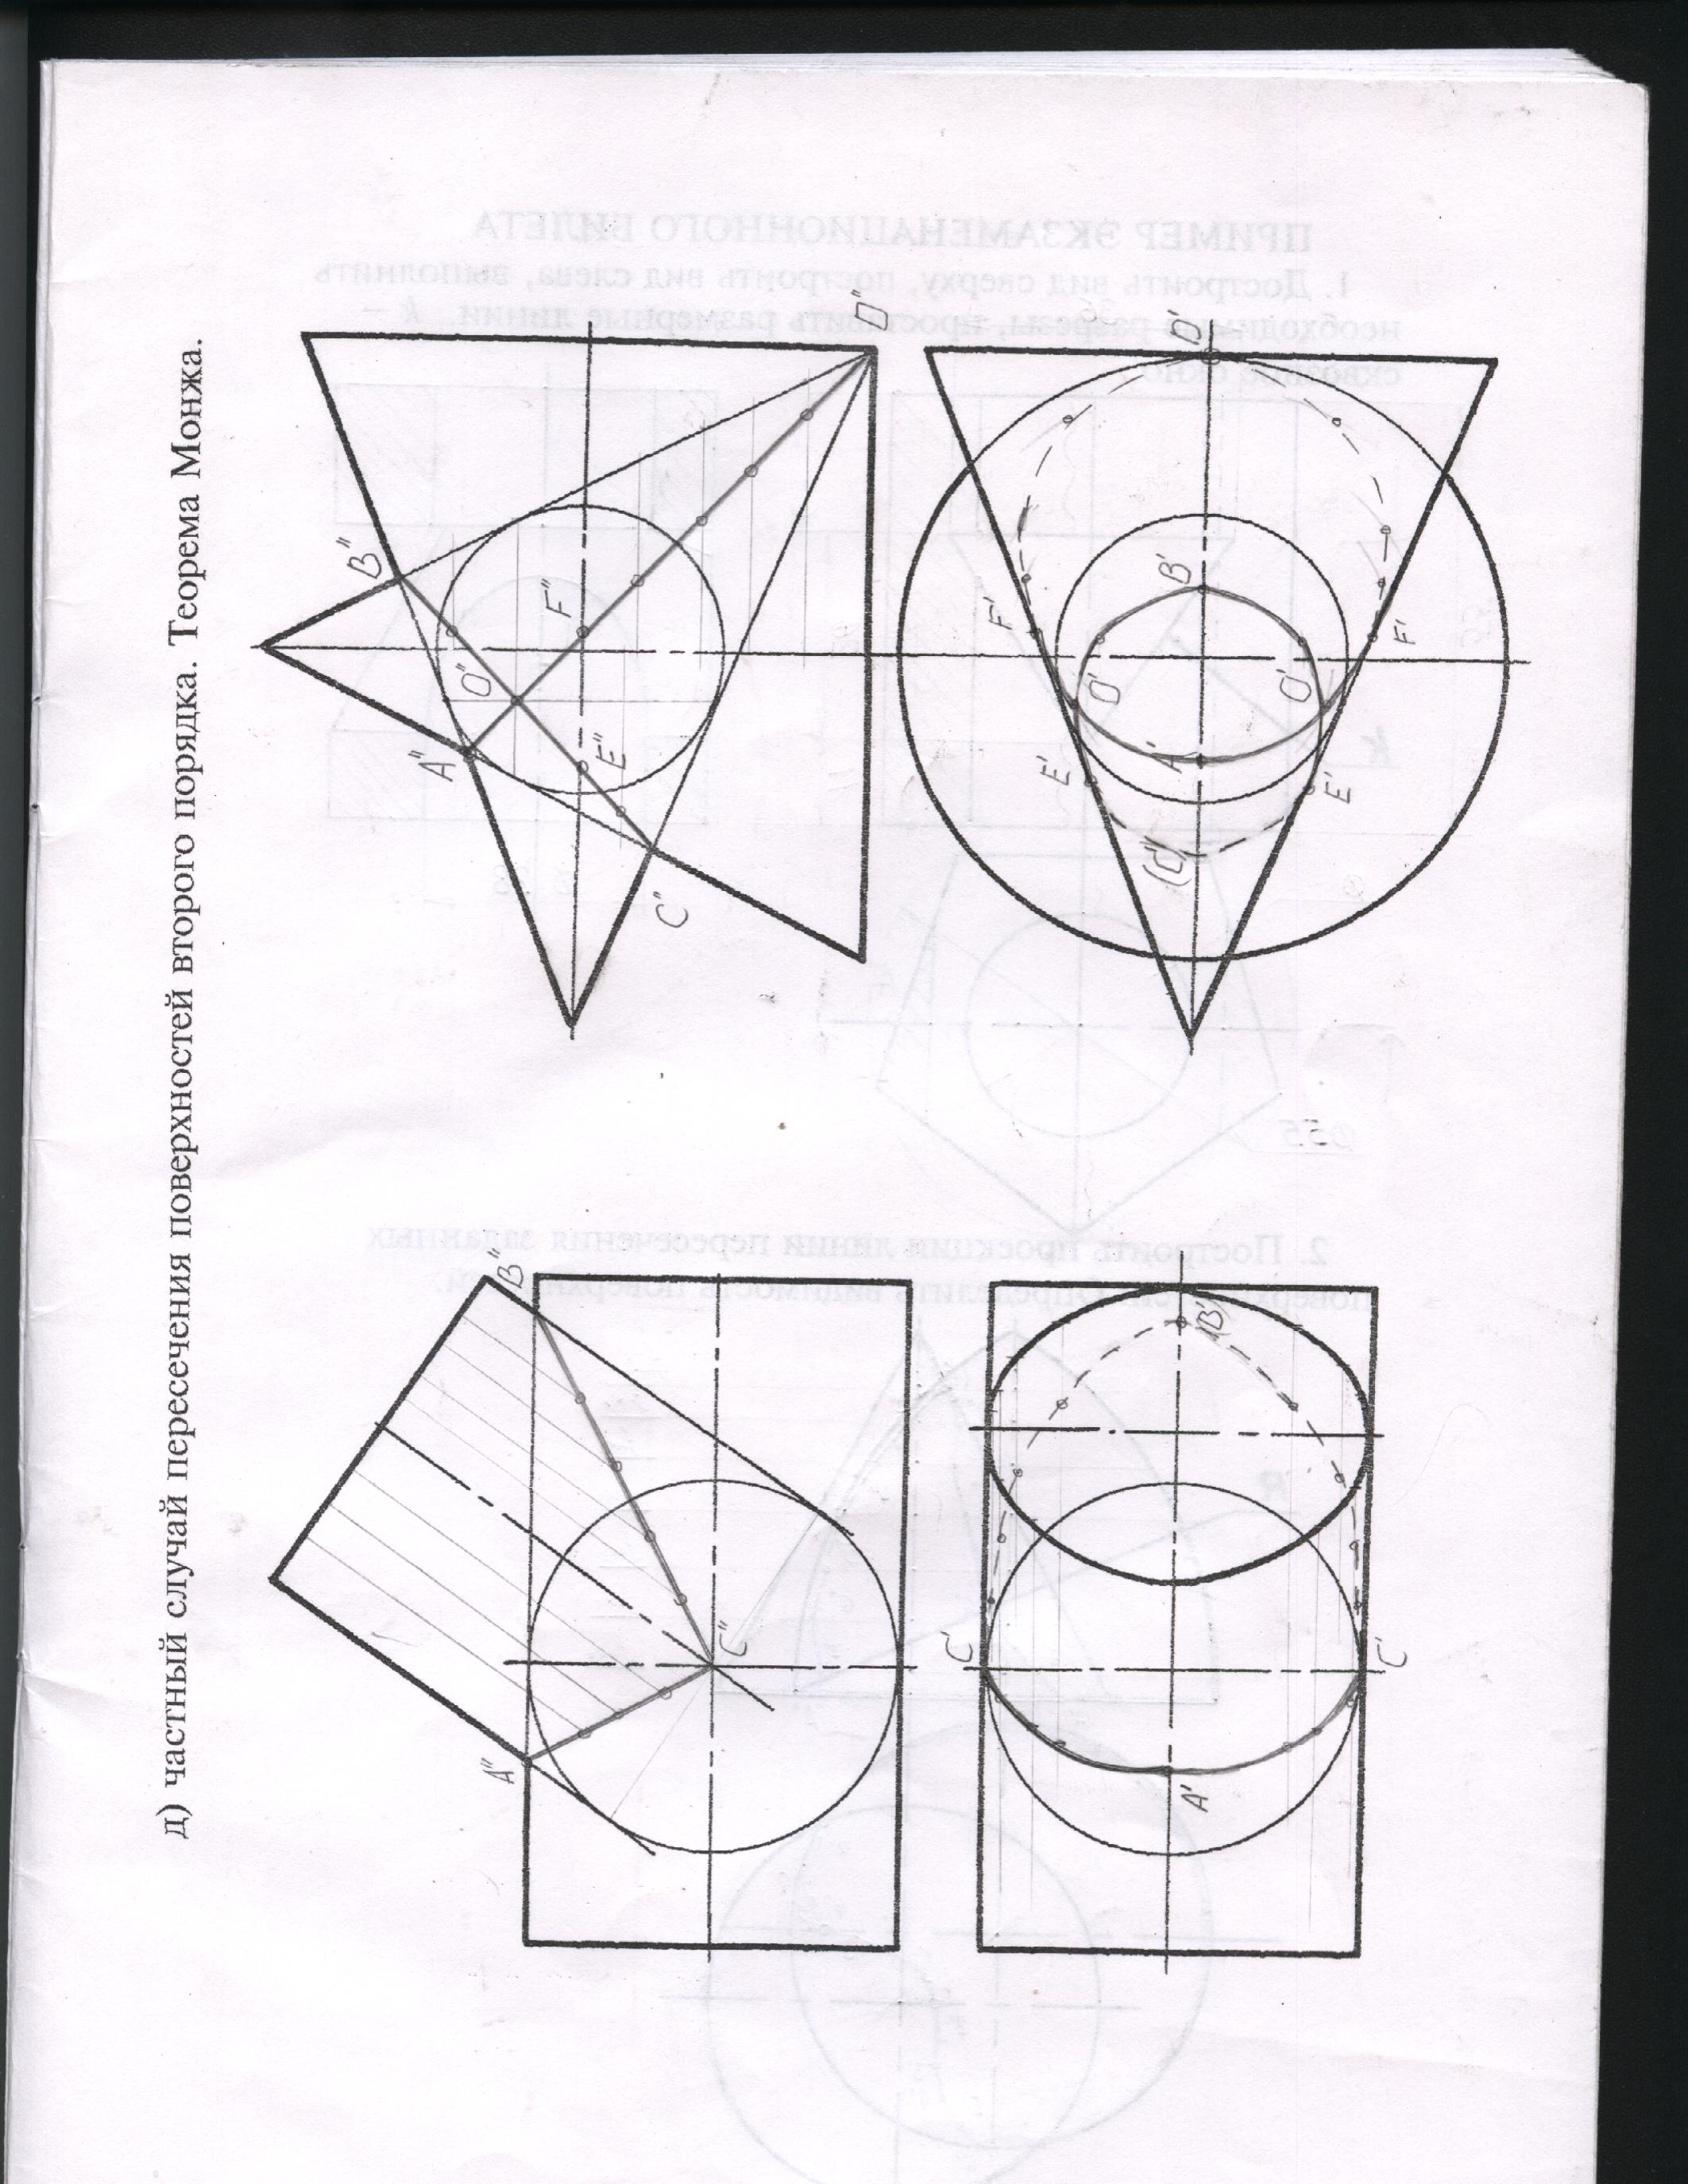 д) частный случай пересечения поверхностей второго порядка. Теорема Монжа.
A"
B"
C"
C'
(B')
A'
C'
B"
A"
O"
F"
E"
C"
D"
D'
F'
B'
E'
O'
O'
A'
F'
E'